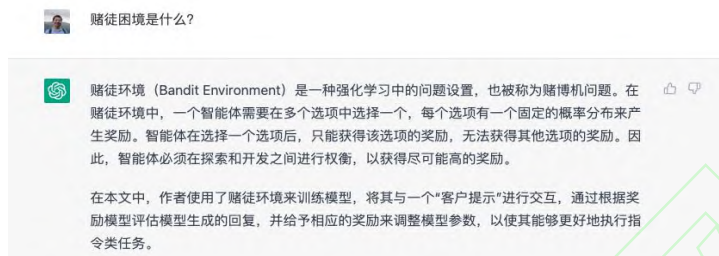 赌徒困境是什么?
赌徒环境（Bandit Environment）是一种强化学习中的问题设置，也被称为赌博机问题。在
赌徒环境中，一个智能体需要在多个选项中选择一个，每个选项有一个固定的概率分布来产
生奖励。智能体在选择一个选项后，只能获得该选项的奖励，无法获得其他选项的奖励。因
此，智能体必须在探索和开发之间进行权衡，以获得尽可能高的奖励。
在本文中，作者使用了赌徒环境来训练模型，将其与一个“客户提示”进行交互，通过根据奖
励模型评估模型生成的回复，并给予相应的奖励来调整模型参数，以使其能够更好地执行指
令类任务。